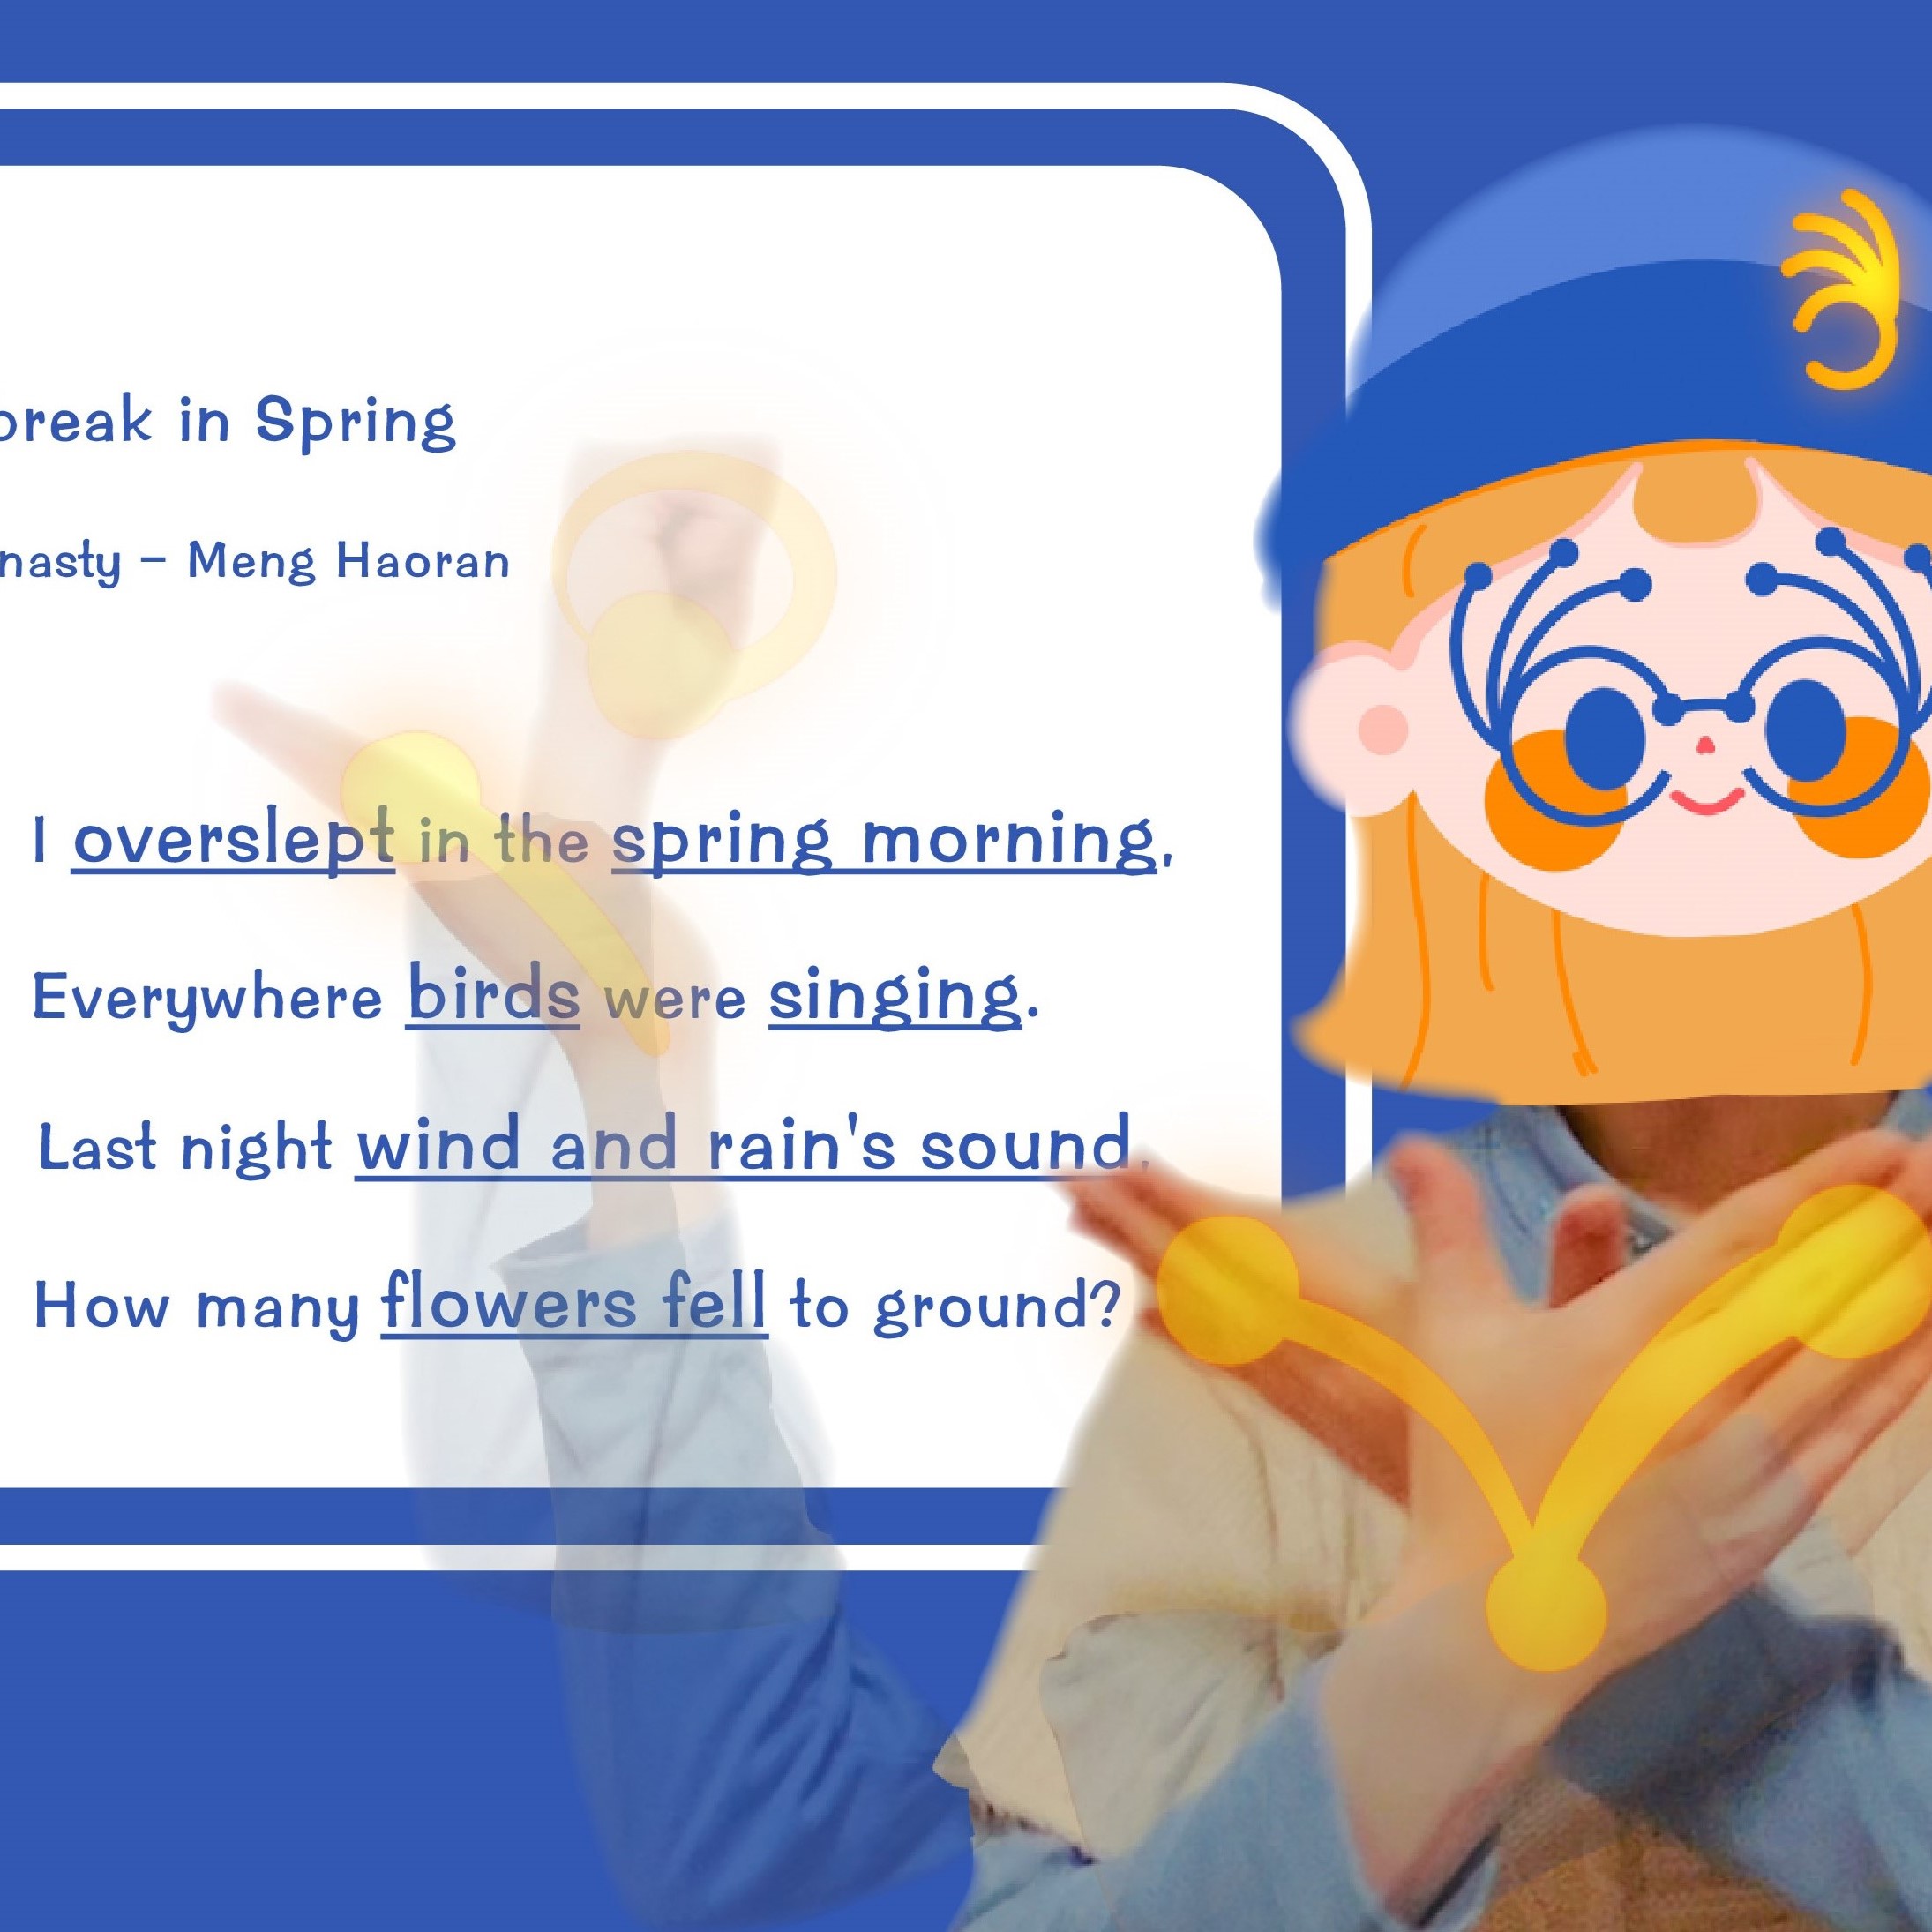 break in Spring
nasty - Meng Haoran
I overslept in the spring morning,
Everywhere birds were singing.
Last night wind and rain's sound,
How many flowers fell to ground?